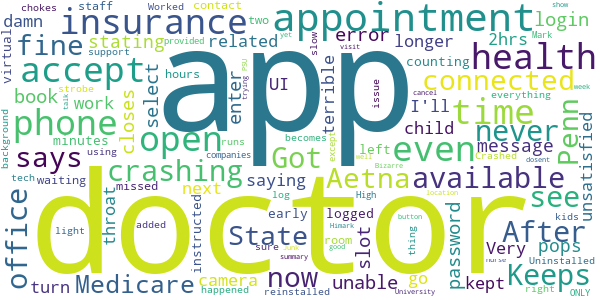 chokes
Worked
staff
contact
damn
insurance
appointment
virtual
fine
stating
related
support
provided
yet
two
slow
error
login
show
Mark
accept
app
2hrs
longer
counting
health
hours
everything
week
book
work
select
enter
UI
terrible
trying
PSU
issue
visit
cancel
I'll
connected
phone
closes
open
child
time
Penn
unsatisfied
background
minutes
using
runs
becomes
never
says
crashing
Got
even
message
tech
waiting
missed
companies
except
talk
strobe
left
well
Crashed
dosent
throat
next
saying
Aetna
available
see
Bizarre
kids
office
doctor
instructed
log
early
logged
High
location
password
After
light
added
State
sure
Junk
room
Himark
good
button
thing
slot
Very
pops
Uninstalled
turn
Medicare
happened
camera
reinstalled
now
summary
University
unable
nurse
go
kept
Keeps
ONLY
right